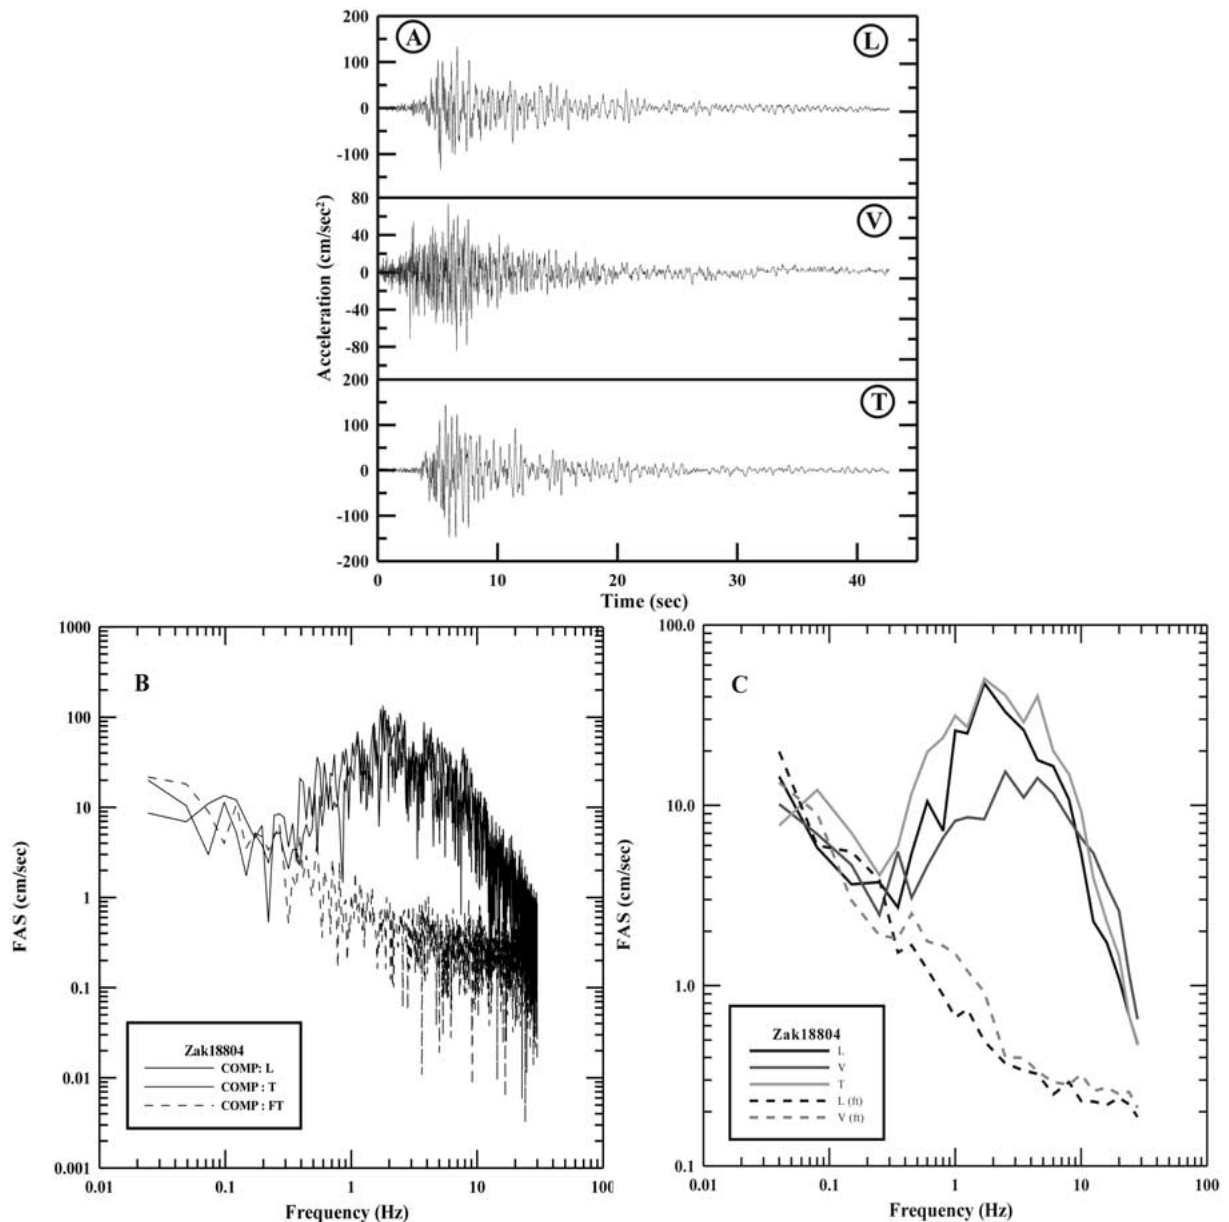 A
L
200
100
0
-100
80
V
40
0
-40
-80
200
T
100
0
-100
-200
Acceleration (cm/sec²)
0 10 20 30 40
Time (sec)
B
1000
100
10
1
0.1
0.01
0.001
FAS (cm/sec)
Zak18804
COMP: L
COMP : T
COMP : FT
0.01 0.1 1 10 100
Frequency (Hz)
C
100.0
10.0
1.0
0.1
FAS (cm/sec)
Zak18804
L
V
T
L (ft)
V (ft)
0.01 0.1 1 10 100
Frequency (Hz)